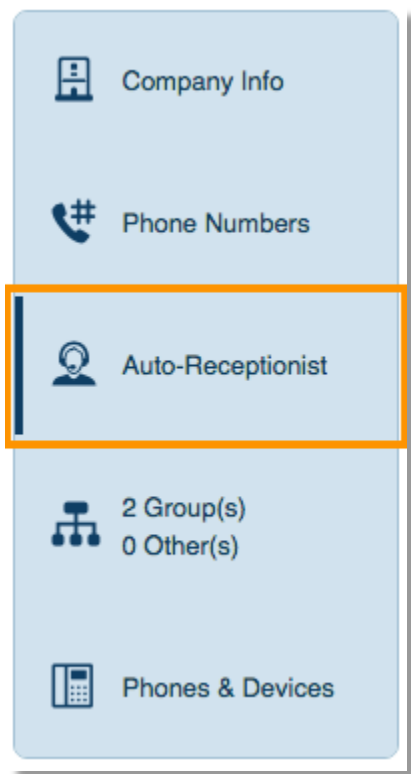 Company Info
Phone Numbers
Auto-Receptionist
2 Group(s)
0 Other(s)
Phones & Devices